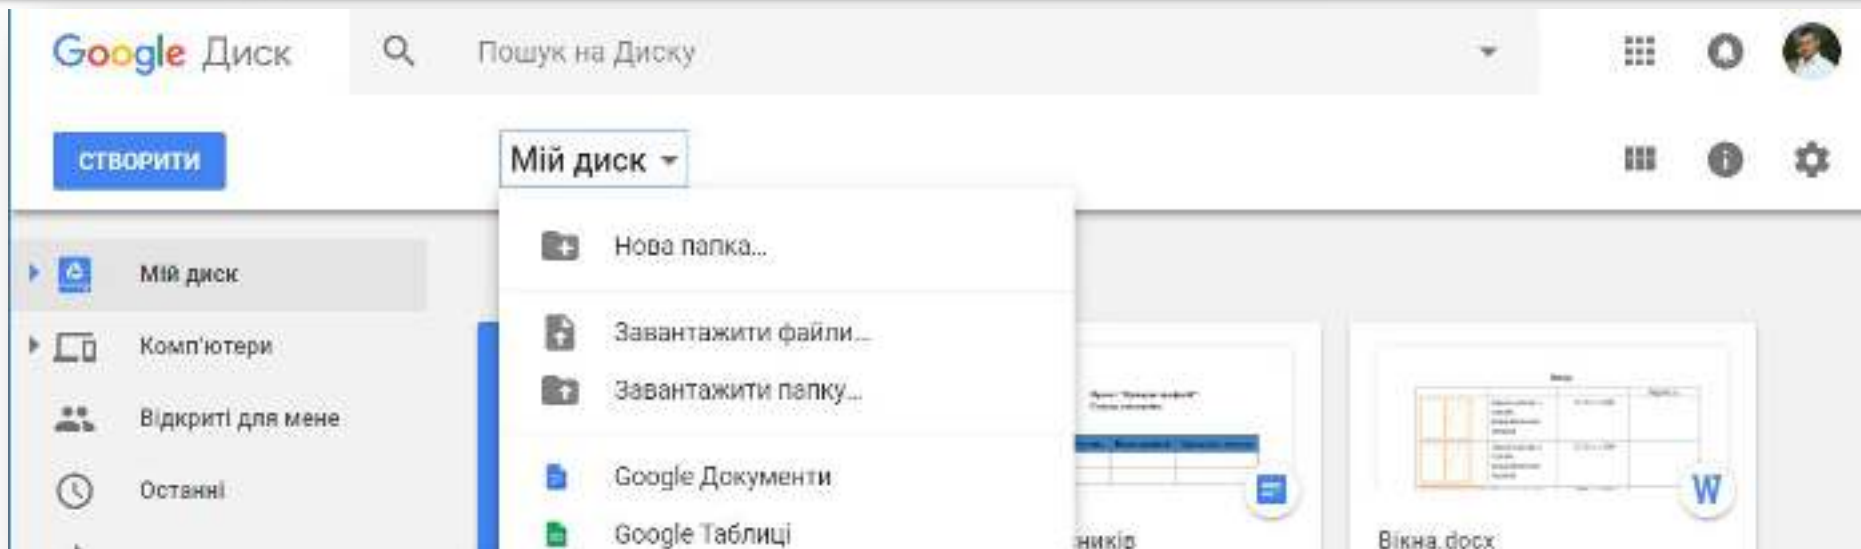 Google Диск
Пошук на Диску
СТВОРИТИ
Мій диск
Нова папка...
Мій диск
Завантажити файли...
Комп'ютери
Завантажити папку...
Відкриті для мене
Google Документи
Останні
Google Таблиці
ників
Вікна.docx
W